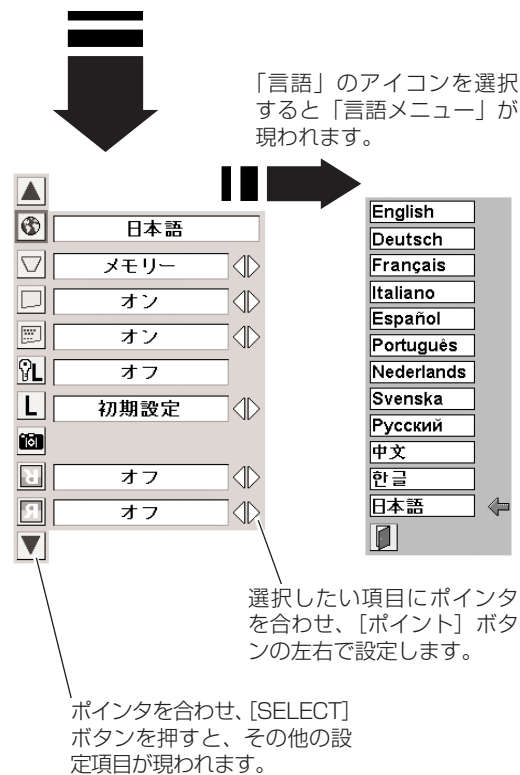 「言語」のアイコンを選択
すると「言語メニュー」が
現われます。
日本語
メモリー
オン
オン
L
オフ
L
初期設定
R
オフ
R
オフ
English
Deutsch
Français
Italiano
Español
Português
Nederlands
Svenska
Русский
中文
한글
日本語
選択したい項目にポインタ
を合わせ、［ポイント］ボタ
ンの左右で設定します。
ポインタを合わせ、［SELECT］
ボタンを押すと、その他の設
定項目が現われます。